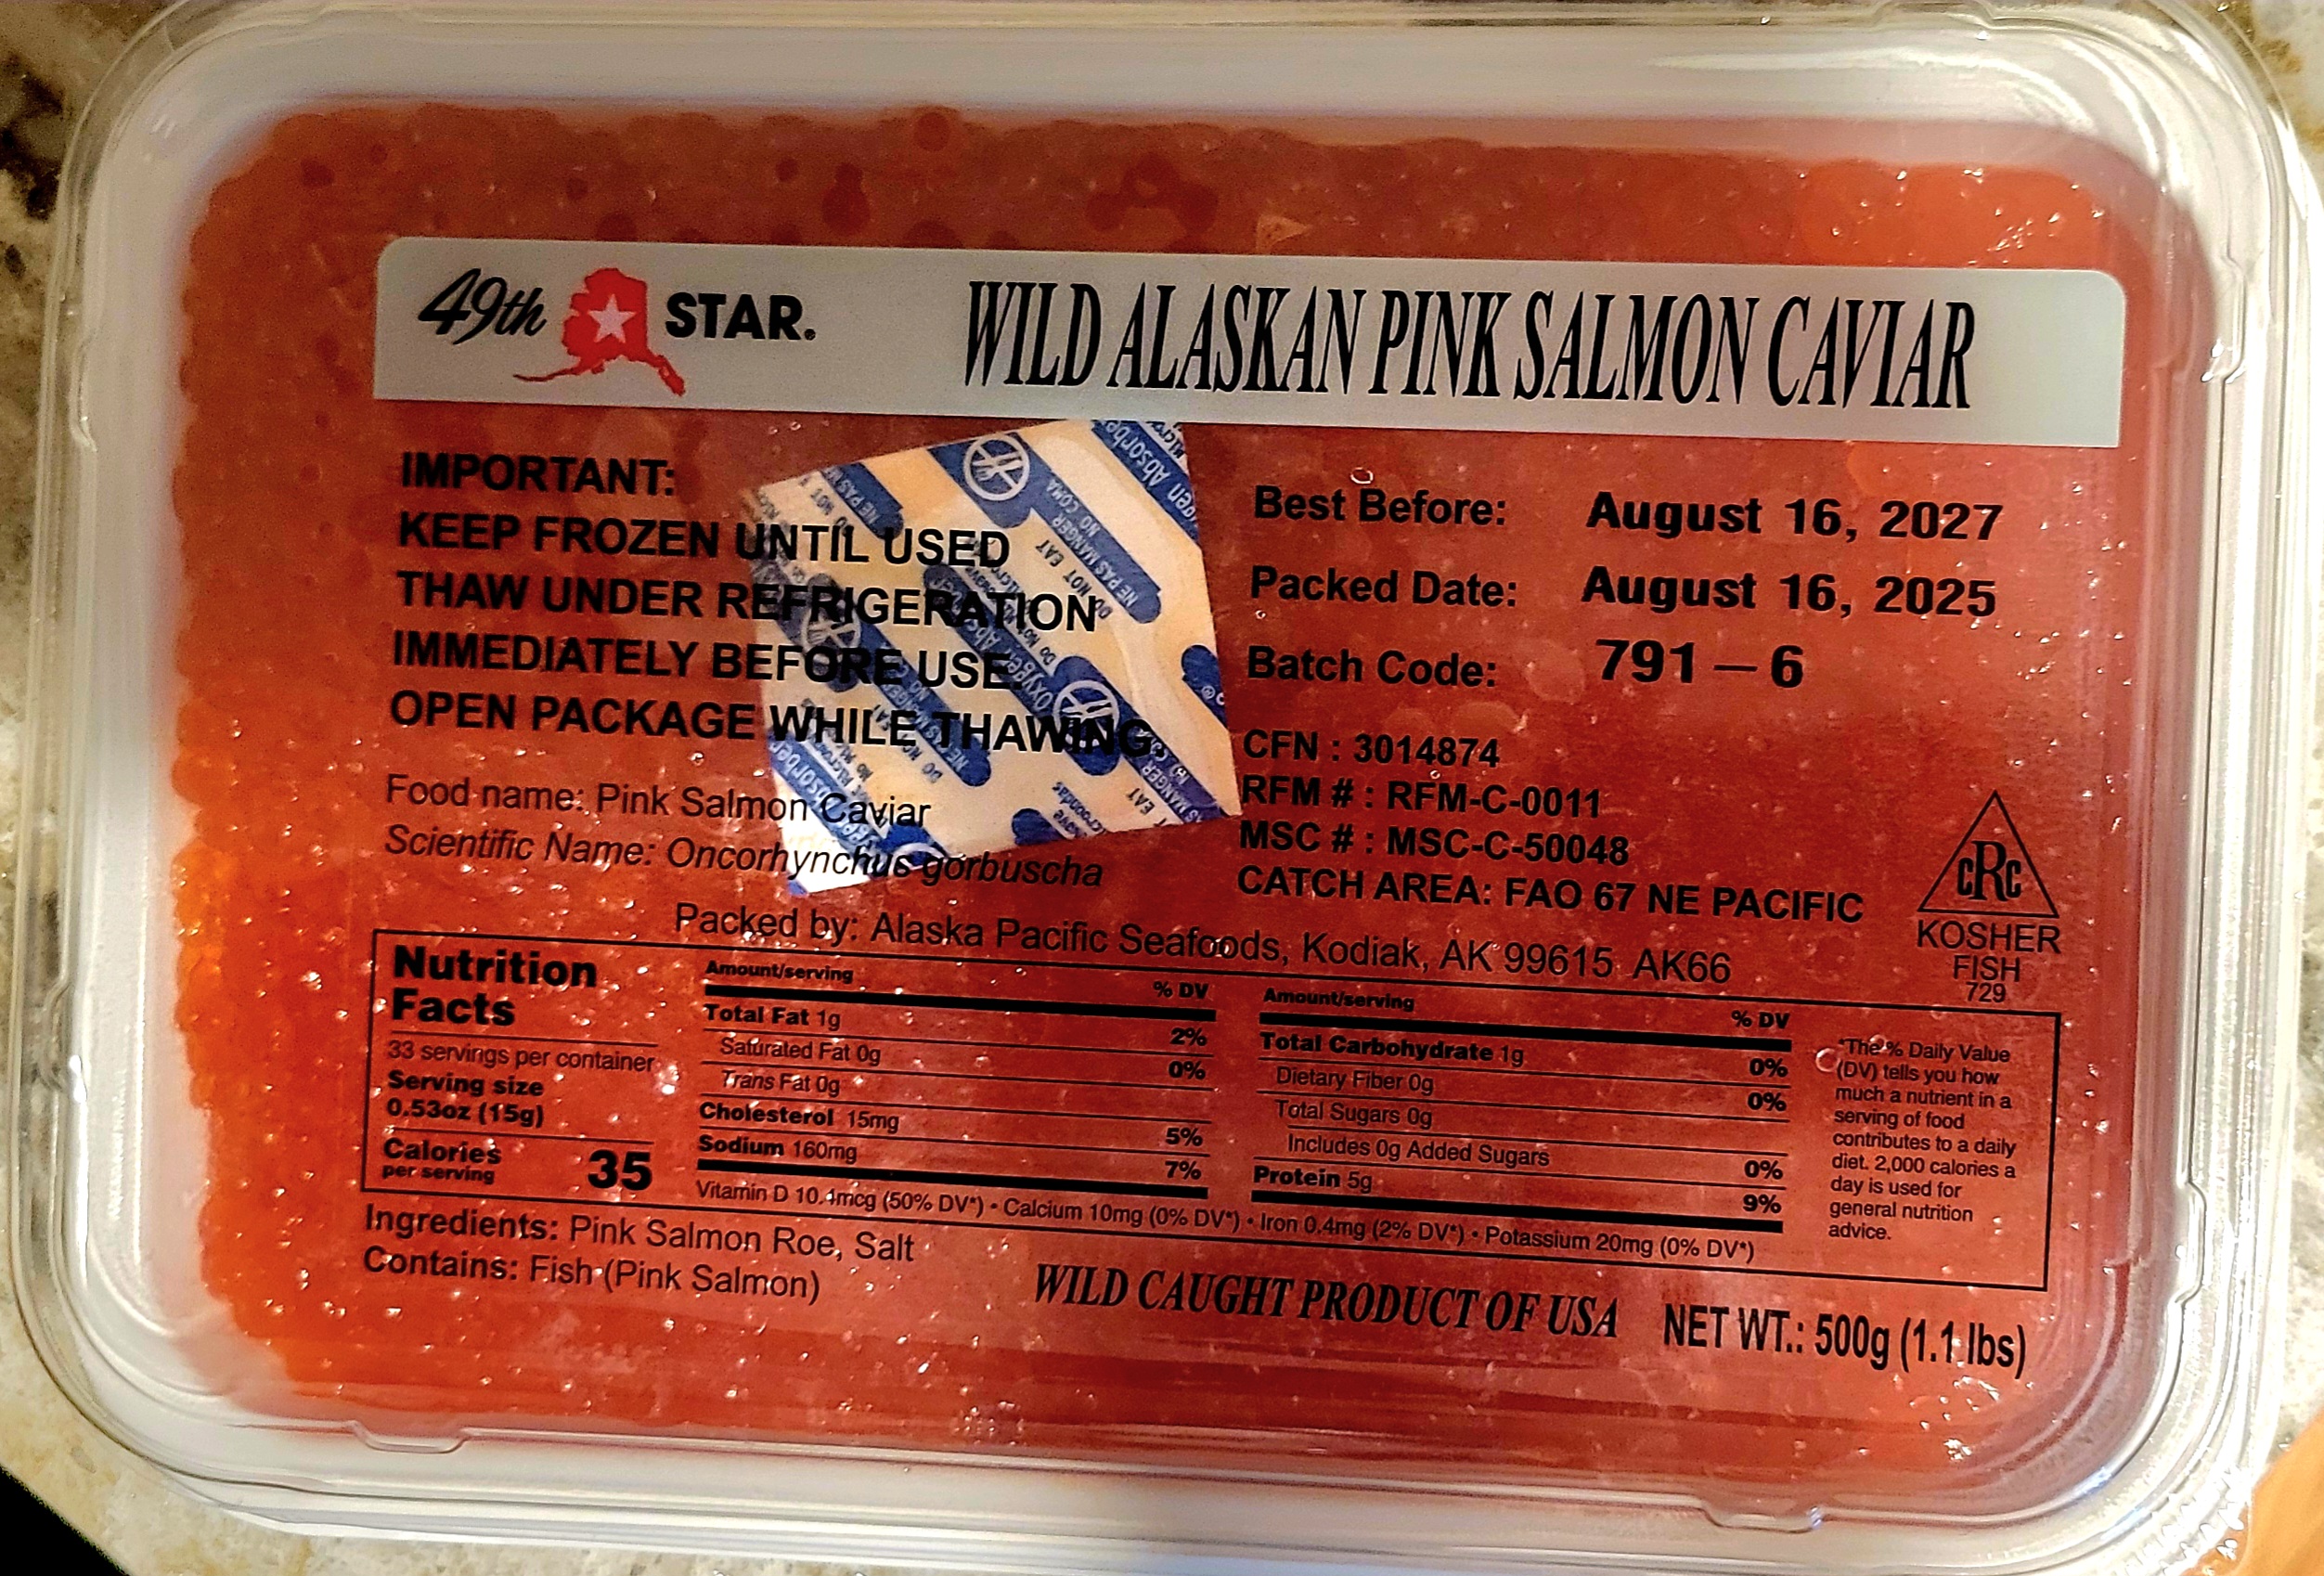 49th STAR.
WILD ALASKAN PINK SALMON CAVIAR
IMPORTANT:
KEEP FROZEN UNTIL USED
THAW UNDER REFRIGERATION
IMMEDIATELY BEFORE USE
OPEN PACKAGE WHILE THAWING.
Food name: Pink Salmon Caviar
Scientific Name: Oncorhynchus gorbuscha
Best Before: August 16, 2027
Packed Date: August 16, 2025
Batch Code: 791 – 6
CFN : 3014874
RFM # : RFM-C-0011
MSC # : MSC-C-50048
CATCH AREA: FAO 67 NE PACIFIC
cRc
KOSHER
FISH
729
Packed by: Alaska Pacific Seafoods, Kodiak, AK 99615 AK66
Nutrition
Facts
33 servings per container
Serving size
0.53oz (15g)
Calories
per serving
35
Amount/serving % DV
Total Fat 1g 2%
Saturated Fat 0g 0%
Trans Fat 0g
Cholesterol 15mg 5%
Sodium 160mg 7%
Amount/serving % DV
Total Carbohydrate 1g 0%
Dietary Fiber 0g 0%
Total Sugars 0g
Includes 0g Added Sugars 0%
Protein 5g 9%
Vitamin D 10.4mcg (50% DV*) • Calcium 10mg (0% DV*) • Iron 0.4mg (2% DV*) • Potassium 20mg (0% DV*)
*The % Daily Value
(DV) tells you how
much a nutrient in a
serving of food
contributes to a daily
diet. 2,000 calories a
day is used for
general nutrition
advice.
Ingredients: Pink Salmon Roe, Salt
Contains: Fish (Pink Salmon)
WILD CAUGHT PRODUCT OF USA
NET WT.: 500g (1.1 lbs)
DO NOT EAT
NE PAS MANGER
NO COMA